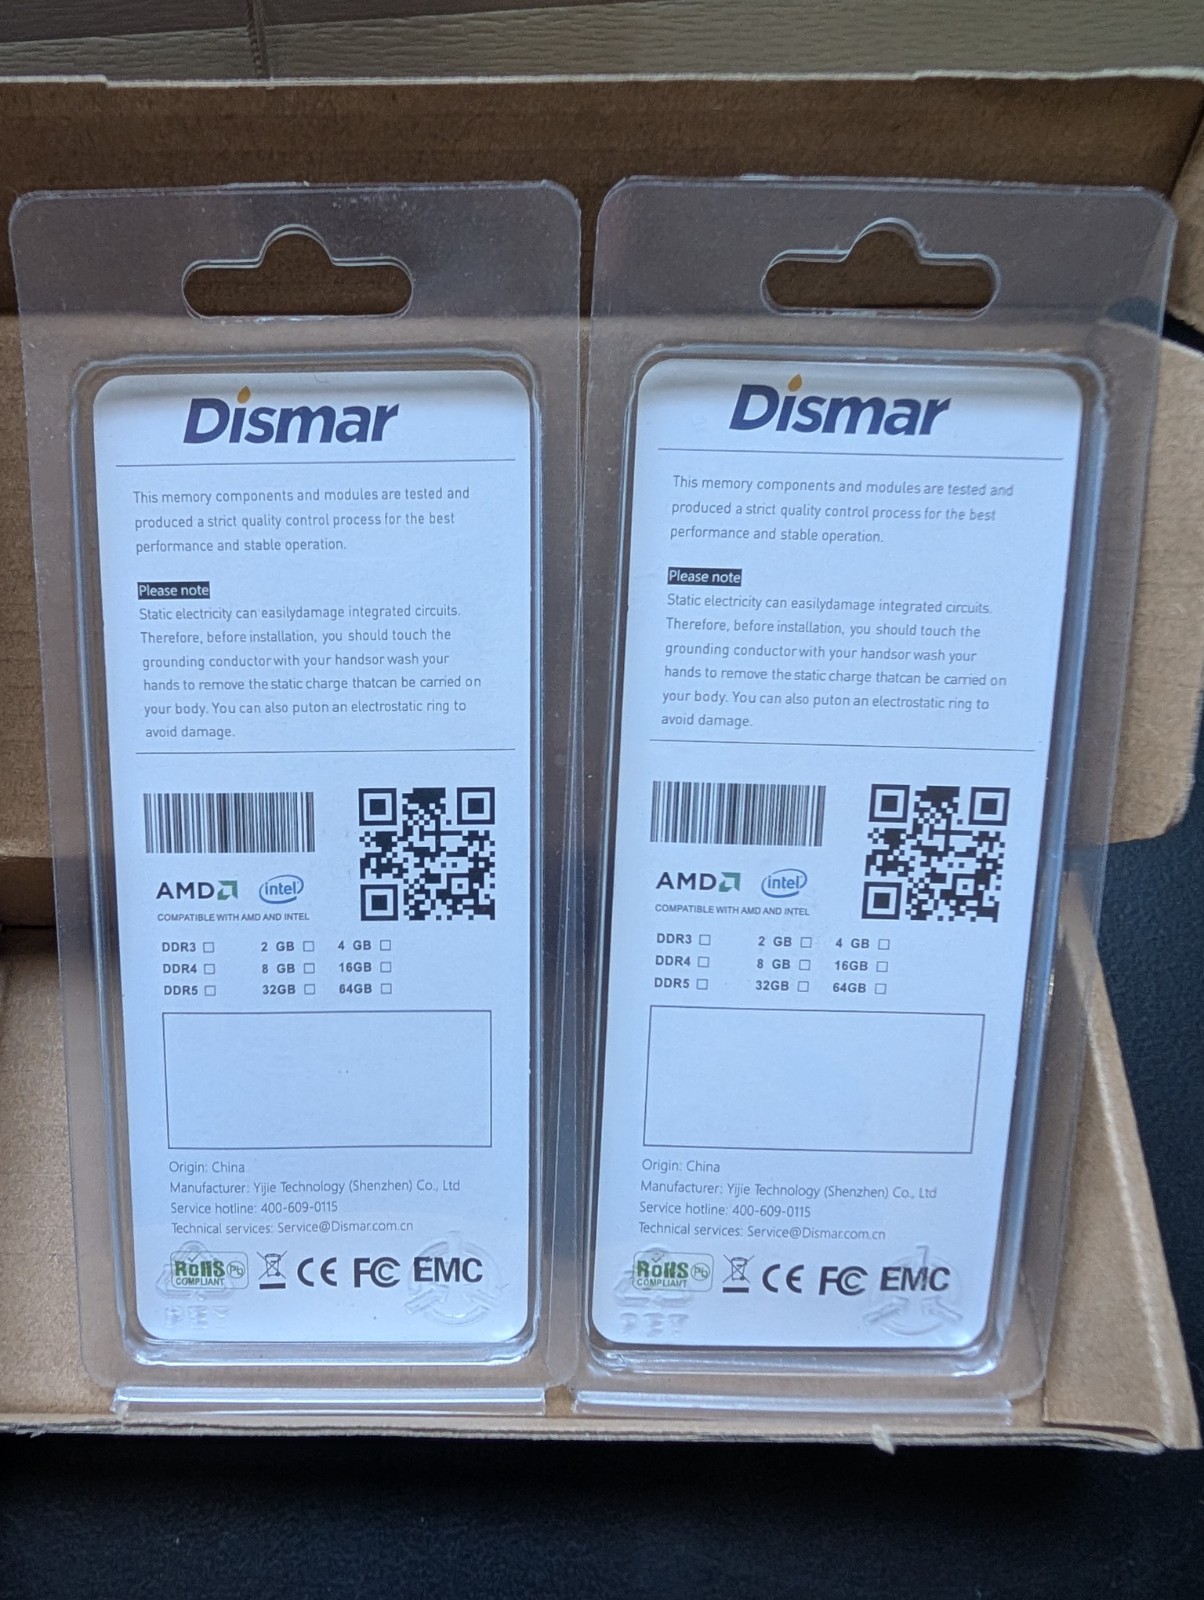 Dismar
This memory components and modules are tested and
produced a strict quality control process for the best
performance and stable operation.
Please note
Static electricity can easilydamage integrated circuits.
Therefore, before installation, you should touch the
grounding conductor with your handsor wash your
hands to remove the static charge thatcan be carried on
your body. You can also puton an electrostatic ring to
avoid damage.
AMD intel
COMPATIBLE WITH AMD AND INTEL
DDR3 2 GB 4 GB
DDR4 8 GB 16GB
DDR5 32GB 64GB
Origin: China
Manufacturer: Yijie Technology (Shenzhen) Co., Ltd
Service hotline: 400-609-0115
Technical services: Service@Dismar.com.cn
RoHS Pb CE FC EMC
COMPLIANT
PET
Dismar
This memory components and modules are tested and
produced a strict quality control process for the best
performance and stable operation.
Please note
Static electricity can easilydamage integrated circuits.
Therefore, before installation, you should touch the
grounding conductor with your handsor wash your
hands to remove the static charge thatcan be carried on
your body. You can also puton an electrostatic ring to
avoid damage.
AMD intel
COMPATIBLE WITH AMD AND INTEL
DDR3 2 GB 4 GB
DDR4 8 GB 16GB
DDR5 32GB 64GB
Origin: China
Manufacturer: Yijie Technology (Shenzhen) Co., Ltd
Service hotline: 400-609-0115
Technical services: Service@Dismar.com.cn
RoHS Pb CE FC EMC
COMPLIANT
PET